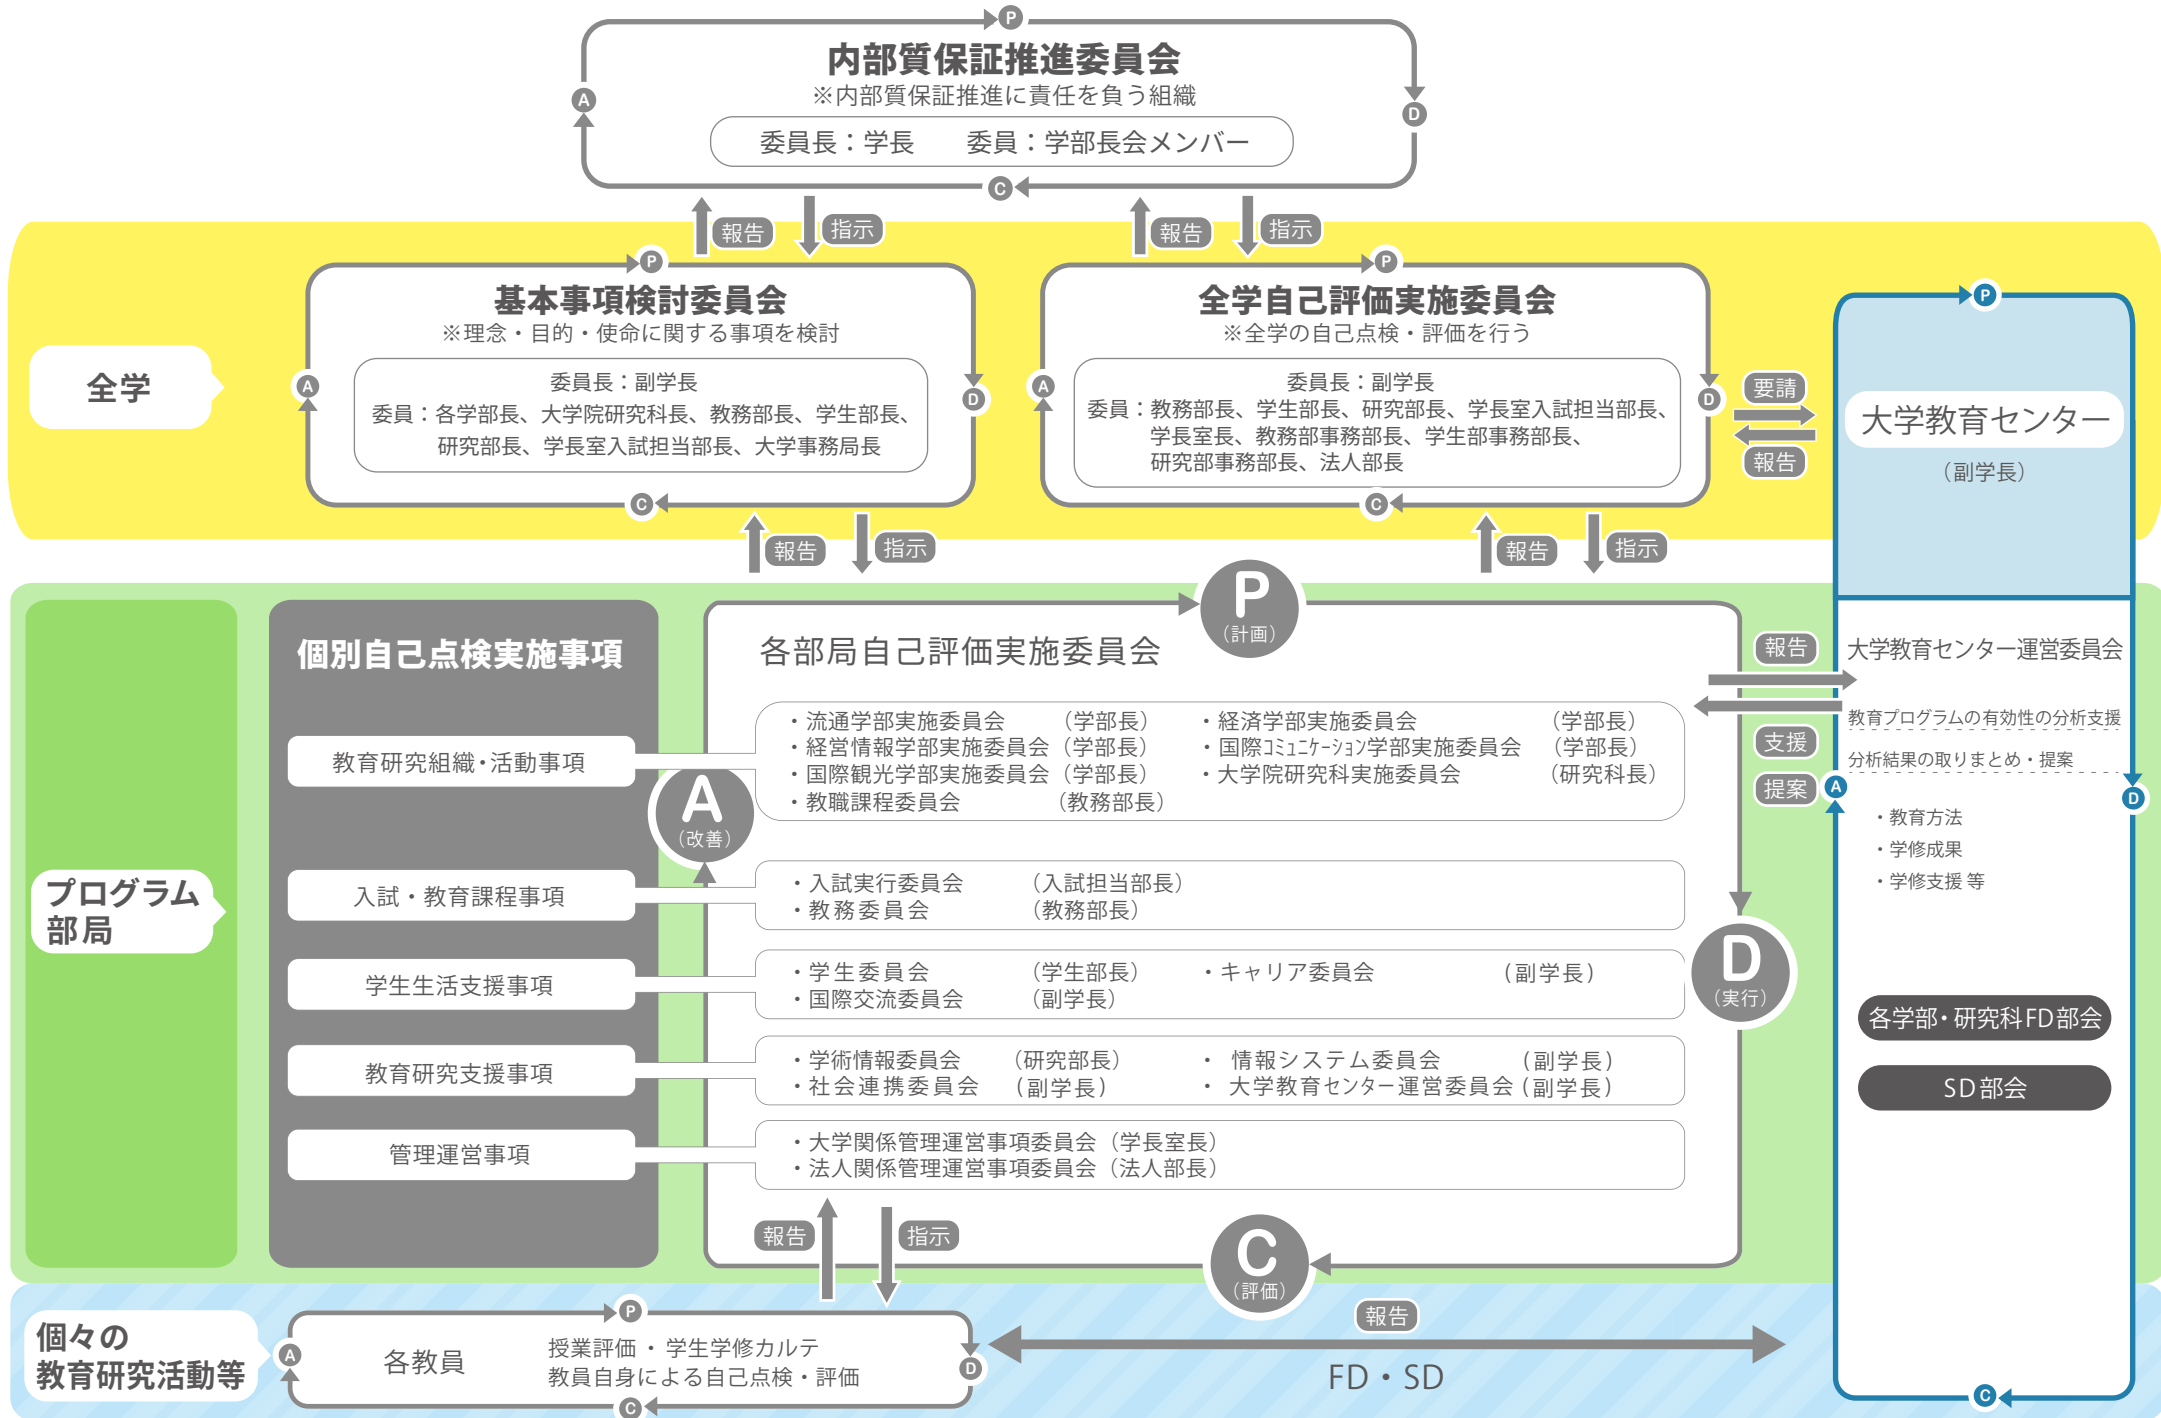 P
内部質保証推進委員会
※内部質保証推進に責任を負う組織
A
D
委員長：学長　委員：学部長会メンバー
C
報告
指示
報告
指示
全学
P
基本事項検討委員会
※理念・目的・使命に関する事項を検討
A
D
委員長：副学長
委員：各学部長、大学院研究科長、教務部長、学生部長、
研究部長、学長室入試担当部長、大学事務局長
C
P
全学自己評価実施委員会
※全学の自己点検・評価を行う
A
D
委員長：副学長
委員：教務部長、学生部長、研究部長、学長室入試担当部長、
学長室長、教務部事務部長、学生部事務部長、
研究部事務部長、法人部長
C
要請
報告
P
大学教育センター
（副学長）
報告
指示
報告
指示
プログラム
部局
個別自己点検実施事項
教育研究組織・活動事項
入試・教育課程事項
学生生活支援事項
教育研究支援事項
管理運営事項
P
（計画）
各部局自己評価実施委員会
A
（改善）
・流通学部実施委員会　（学部長）　・経済学部実施委員会　（学部長）
・経営情報学部実施委員会（学部長）　・国際ｺﾐｭﾆｹｰｼｮﾝ学部実施委員会　（学部長）
・国際観光学部実施委員会（学部長）　・大学院研究科実施委員会　（研究科長）
・教職課程委員会　（教務部長）
・入試実行委員会　（入試担当部長）
・教務委員会　（教務部長）
・学生委員会　（学生部長）　・キャリア委員会　（副学長）
・国際交流委員会　（副学長）
D
（実行）
・学術情報委員会　（研究部長）　・情報システム委員会　（副学長）
・社会連携委員会　（副学長）　・大学教育センター運営委員会（副学長）
・大学関係管理運営事項委員会（学長室長）
・法人関係管理運営事項委員会（法人部長）
C
（評価）
報告
指示
報告
支援
提案
大学教育センター運営委員会
教育プログラムの有効性の分析支援
分析結果の取りまとめ・提案
A
D
・教育方法
・学修成果
・学修支援 等
各学部・研究科FD部会
SD部会
C
個々の
教育研究活動等
P
A
D
各教員
授業評価・学生学修カルテ
教員自身による自己点検・評価
C
報告
FD・SD